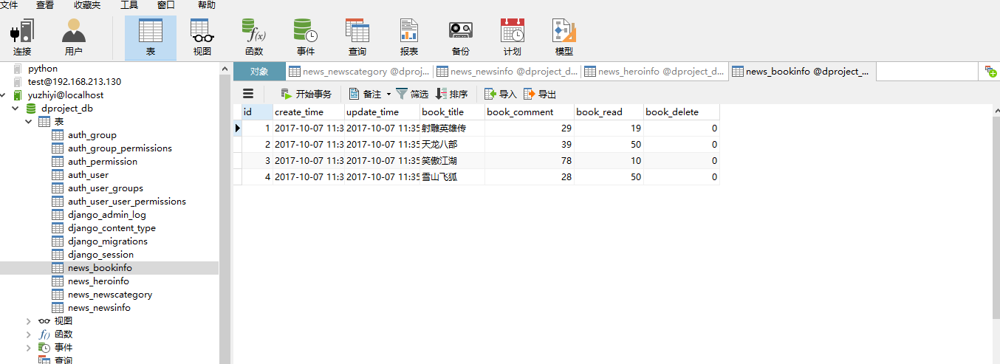 文件 查看 收藏夹 工具 窗口 帮助
连接 用户 表 视图 f(x) 函数 事件 查询 报表 备份 计划 模型
python
test@192.168.213.130
yuzhiyi@localhost
dproject_db
表
auth_group
auth_group_permissions
auth_permission
auth_user
auth_user_groups
auth_user_user_permissions
django_admin_log
django_content_type
django_migrations
django_session
news_bookinfo
news_heroinfo
news_newscategory
news_newsinfo
视图
f() 函数
事件
查询
对象 news_newscategory @dproj... news_newsinfo @dproject_d... news_heroinfo @dproject_d... news_bookinfo @dproject_...
开始事务 备注 筛选 排序 导入 导出
id create_time update_time book_title book_comment book_read book_delete
1 2017-10-07 11:3 2017-10-07 11:35 射雕英雄传 29 19 0
2 2017-10-07 11:3 2017-10-07 11:35 天龙八部 39 50 0
3 2017-10-07 11:3 2017-10-07 11:35 笑傲江湖 78 10 0
4 2017-10-07 11:3 2017-10-07 11:35 雪山飞狐 28 50 0